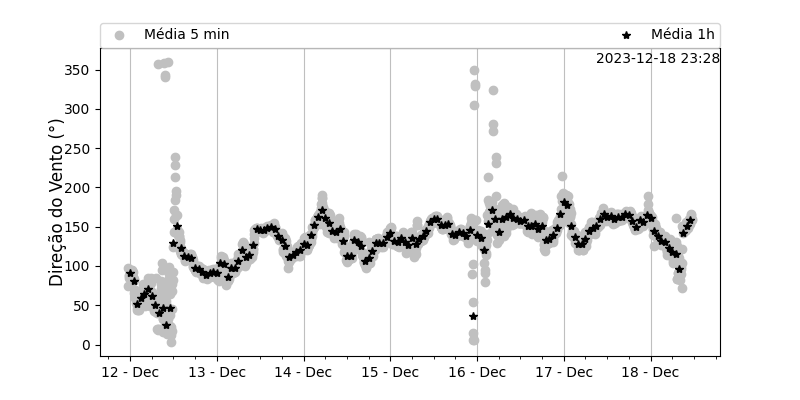 Média 5 min
Média 1h
2023-12-18 23:28
Direção do Vento (°)
350
300
250
200
150
100
50
0
12 - Dec
13 - Dec
14 - Dec
15 - Dec
16 - Dec
17 - Dec
18 - Dec